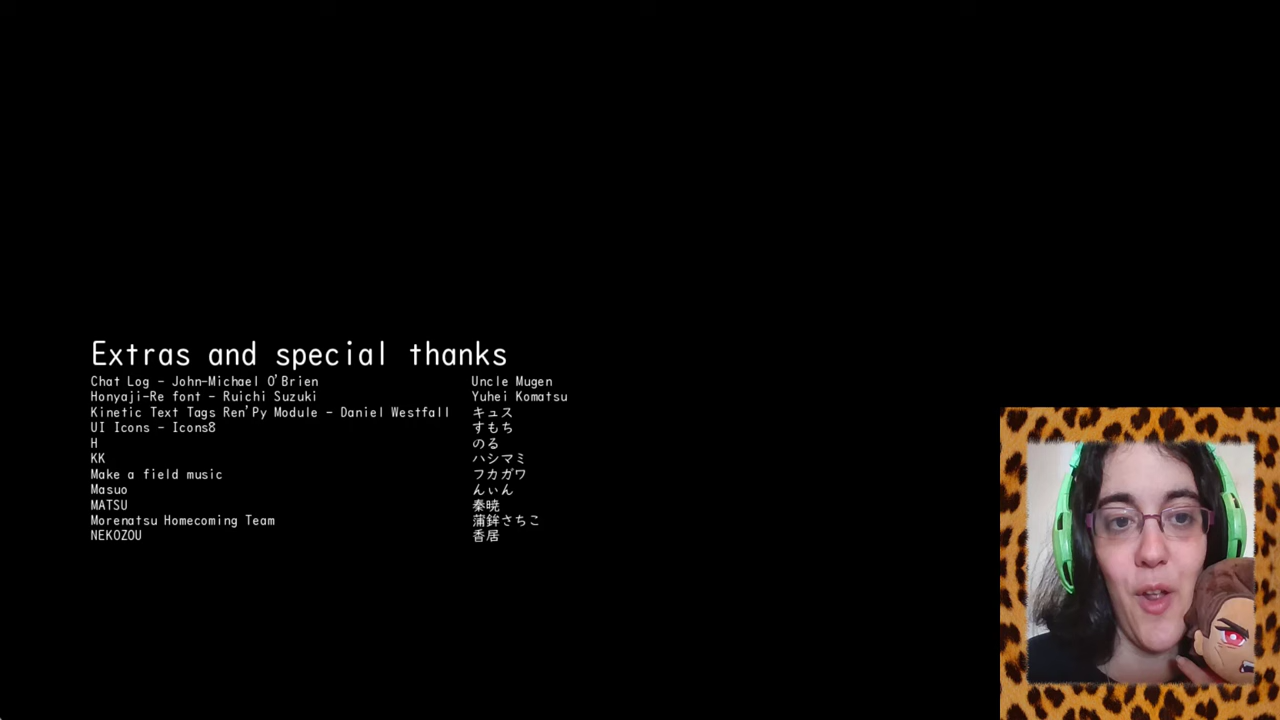 Extras and special thanks
Chat Log - John-Michael O'Brien
Honyaji-Re font - Ruichi Suzuki
Kinetic Text Tags Ren'Py Module - Daniel Westfall
UI Icons - Icons8
H
KK
Make a field music
Masuo
MATSU
Morenatsu Homecoming Team
NEKOZOU
Uncle Mugen
Yuhei Komatsu
キュス
すもち
のる
ハシマミ
フカガワ
んぃん
秦暁
蒲鉾さちこ
香居